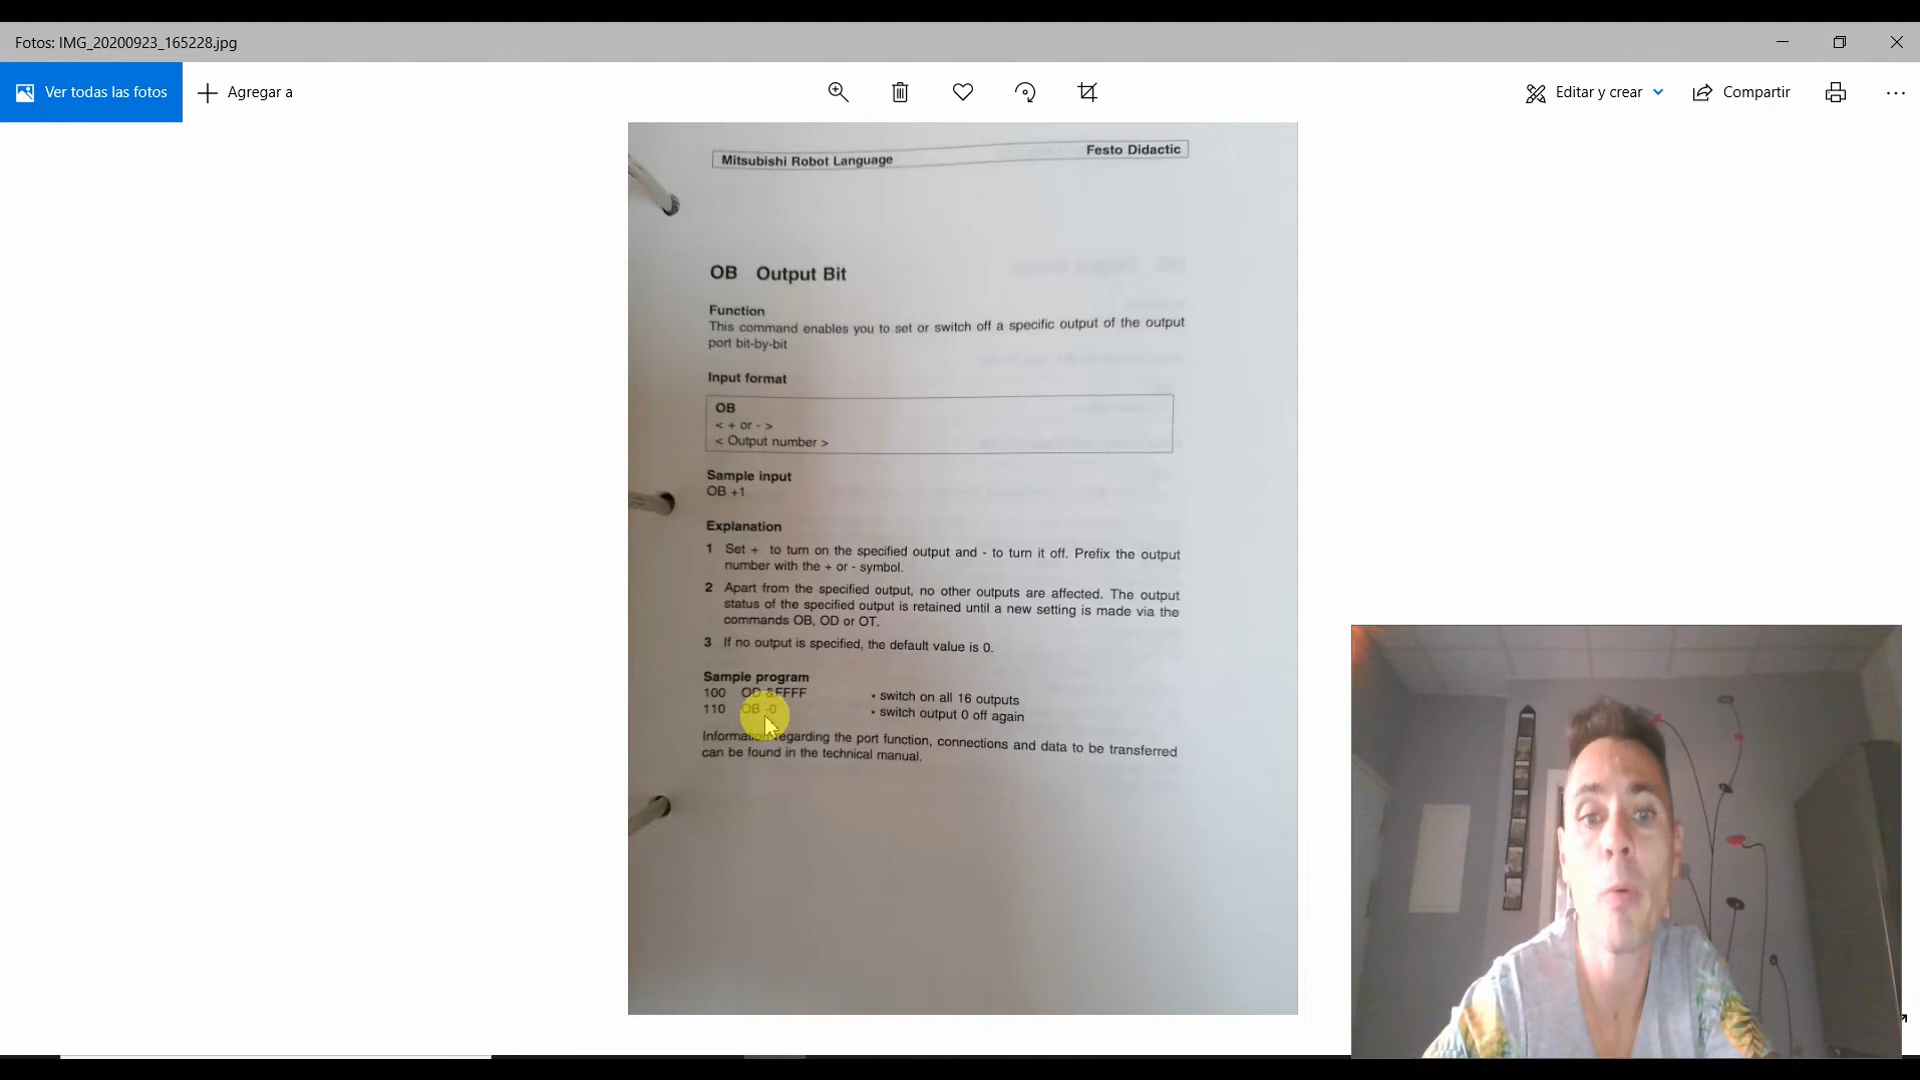 Fotos: IMG_20200923_165228.jpg
Ver todas las fotos
Agregar a
Editar y crear
Compartir
Mitsubishi Robot Language
Festo Didactic
OB Output Bit
Function
This command enables you to set or switch off a specific output of the output
port bit-by-bit
Input format
OB
< + or - >
< Output number >
Sample input
OB +1
Explanation
1 Set + to turn on the specified output and - to turn it off. Prefix the output
number with the + or - symbol.
2 Apart from the specified output, no other outputs are affected. The output
status of the specified output is retained until a new setting is made via the
commands OB, OD or OT.
3 If no output is specified, the default value is 0.
Sample program
100 OD &FFFF • switch on all 16 outputs
110 OB -0 • switch output 0 off again
Information regarding the port function, connections and data to be transferred
can be found in the technical manual.